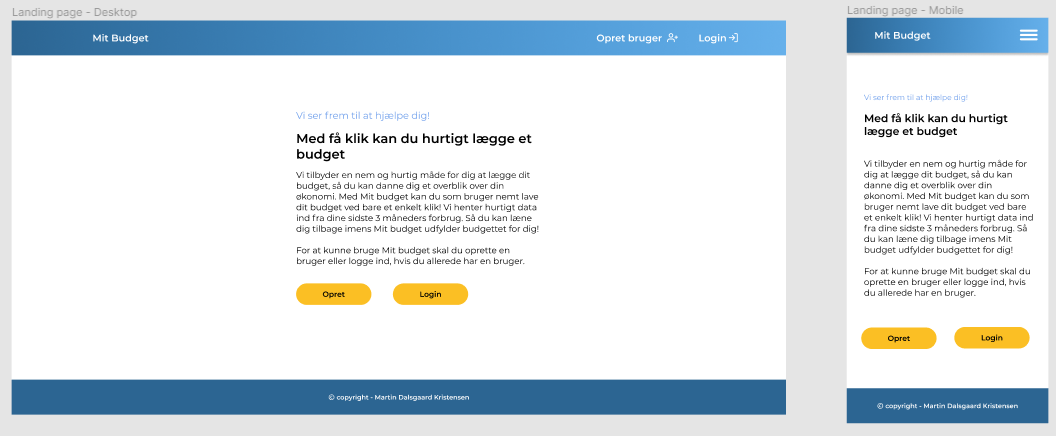 Landing page - Desktop
Mit Budget
Opret bruger
Login
Vi ser frem til at hjælpe dig!
Med få klik kan du hurtigt lægge et
budget
Vi tilbyder en nem og hurtig måde for dig at lægge dit
budget, så du kan danne dig et overblik over din
økonomi. Med Mit budget kan du som bruger nemt lave
dit budget ved bare et enkelt klik! Vi henter hurtigt data
ind fra dine sidste 3 måneders forbrug. Så du kan læne
dig tilbage imens Mit budget udfylder budgettet for dig!
For at kunne bruge Mit budget skal du oprette en
bruger eller logge ind, hvis du allerede har en bruger.
Opret
Login
© copyright - Martin Dalsgaard Kristensen
Landing page - Mobile
Mit Budget
Vi ser frem til at hjælpe dig!
Med få klik kan du hurtigt
lægge et budget
Vi tilbyder en nem og hurtig måde for
dig at lægge dit budget, så du kan
danne dig et overblik over din
økonomi. Med Mit budget kan du som
bruger nemt lave dit budget ved bare
et enkelt klik! Vi henter hurtigt data ind
fra dine sidste 3 måneders forbrug. Så
du kan læne dig tilbage imens Mit
budget udfylder budgettet for dig!
For at kunne bruge Mit budget skal du
oprette en bruger eller logge ind, hvis
du allerede har en bruger.
Opret
Login
© copyright - Martin Dalsgaard Kristensen